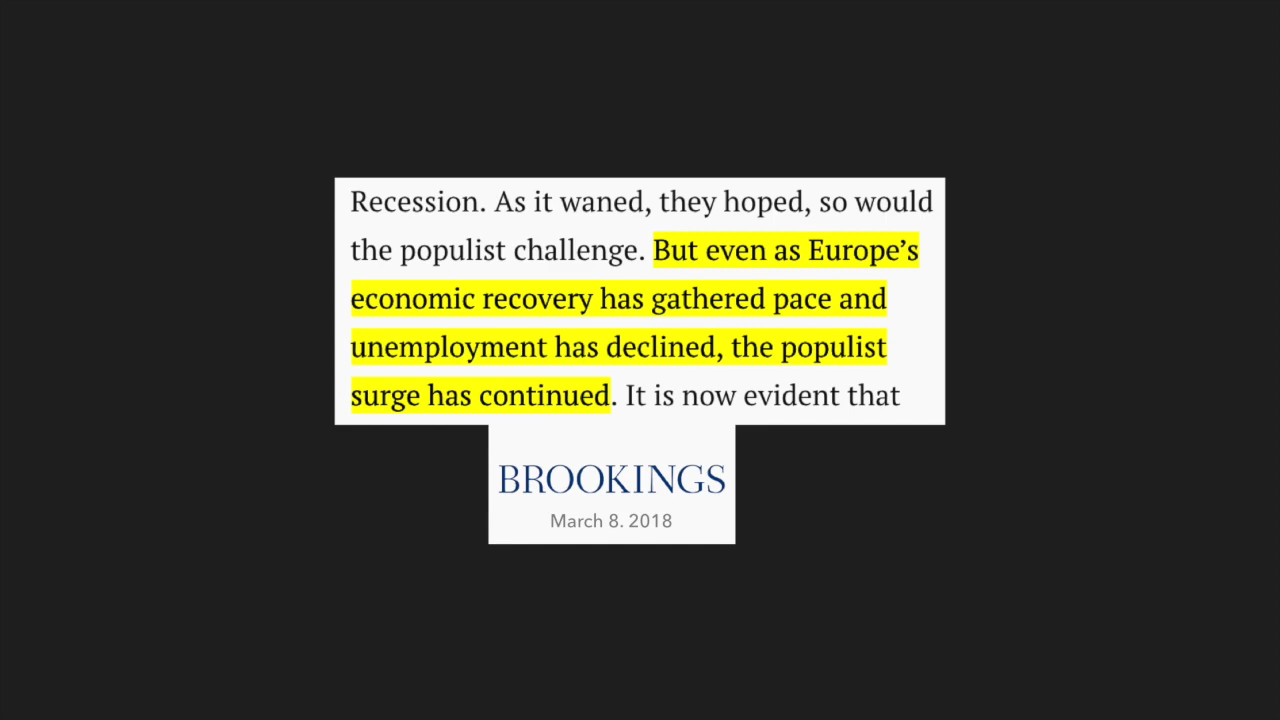 Recession. As it waned, they hoped, so would
the populist challenge. But even as Europe’s
economic recovery has gathered pace and
unemployment has declined, the populist
surge has continued. It is now evident that
BROOKINGS
March 8. 2018